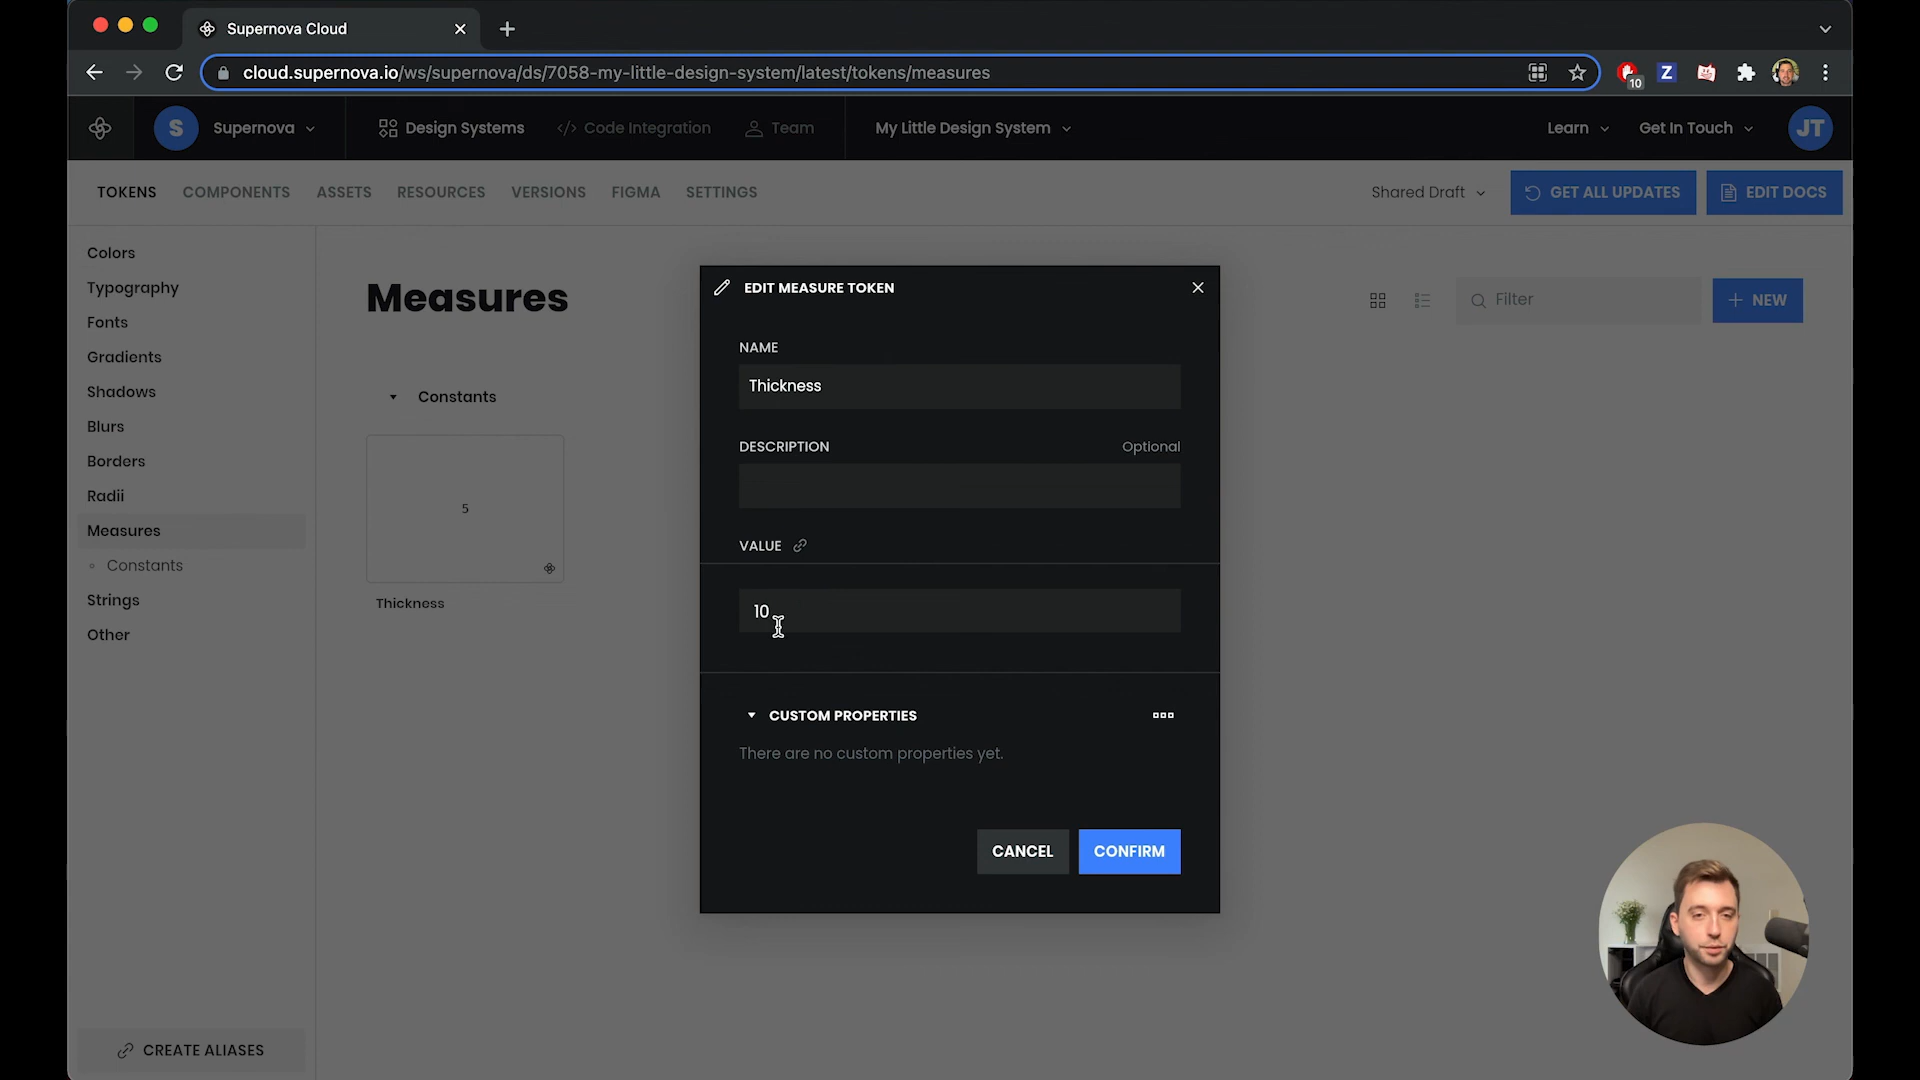 Supernova Cloud
cloud.supernova.io/ws/supernova/ds/7058-my-little-design-system/latest/tokens/measures
Z
10
S
Supernova
Design Systems
</> Code Integration
Team
My Little Design System
Learn
Get In Touch
JT
TOKENS
COMPONENTS
ASSETS
RESOURCES
VERSIONS
FIGMA
SETTINGS
Shared Draft
GET ALL UPDATES
EDIT DOCS
Colors
Typography
Fonts
Gradients
Shadows
Blurs
Borders
Radii
Measures
Constants
Strings
Other
CREATE ALIASES
Measures
Filter
NEW
Constants
5
Thickness
EDIT MEASURE TOKEN
NAME
Thickness
DESCRIPTION
Optional
VALUE
10
CUSTOM PROPERTIES
There are no custom properties yet.
CANCEL
CONFIRM